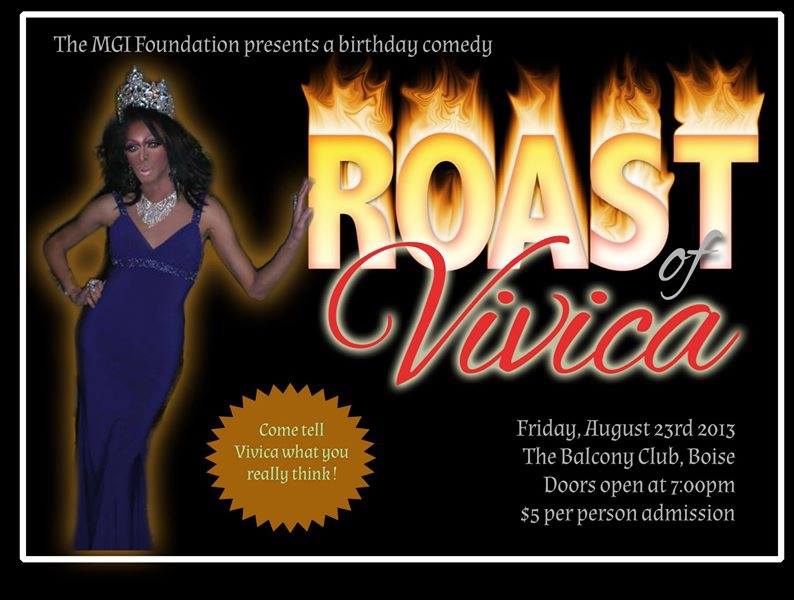 The MGI Foundation presents a birthday comedy
ROAST
of
Vivica
Come tell
Vivica what you
really think!
Friday, August 23rd 2013
The Balcony Club, Boise
Doors open at 7:00pm
$5 per person admission